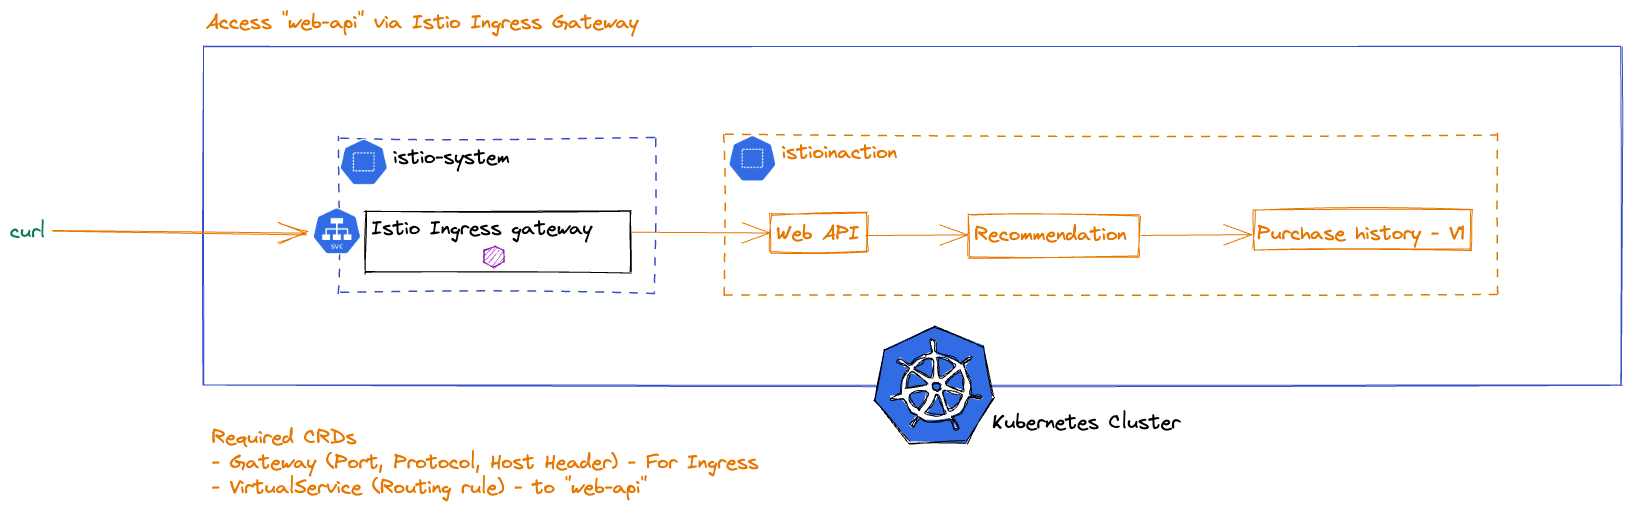 Access "web-api" via Istio Ingress Gateway
istio-system
istioinaction
curl
svc
Istio Ingress gateway
Web API
Recommendation
Purchase history - V1
Kubernetes Cluster
Required CRDs
- Gateway (Port, Protocol, Host Header) - For Ingress
- VirtualService (Routing rule) - to "web-api"